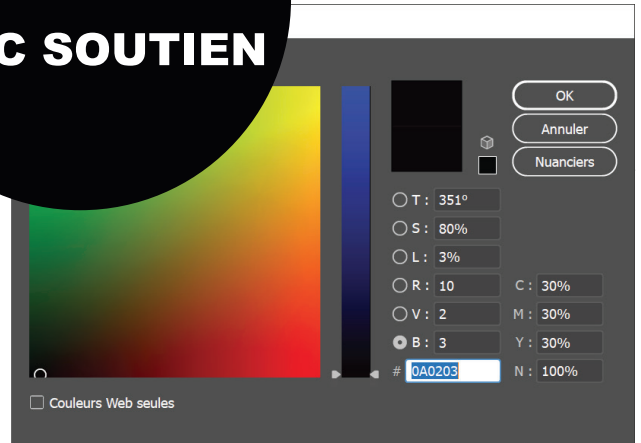 C SOUTIEN
OK
Annuler
Nuanciers
T : 351°
S : 80%
L : 3%
R : 10 C : 30%
V : 2 M : 30%
B : 3 Y : 30%
# 0A0203 N : 100%
Couleurs Web seules